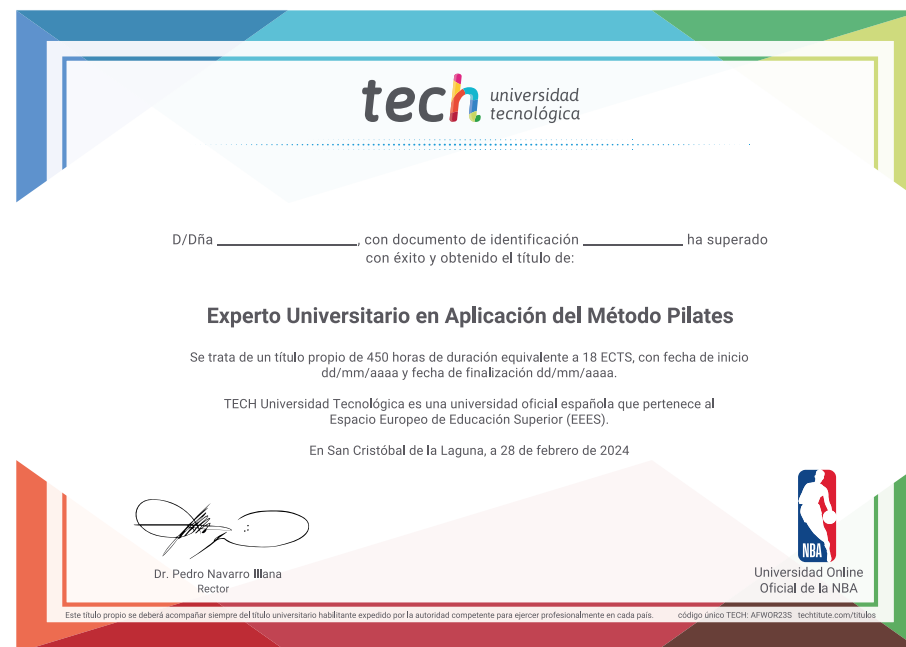 tech universidad
tecnológica
D/Dña ________________, con documento de identificación ____________ ha superado
con éxito y obtenido el título de:
Experto Universitario en Aplicación del Método Pilates
Se trata de un título propio de 450 horas de duración equivalente a 18 ECTS, con fecha de inicio
dd/mm/aaaa y fecha de finalización dd/mm/aaaa.
TECH Universidad Tecnológica es una universidad oficial española que pertenece al
Espacio Europeo de Educación Superior (EEES).
En San Cristóbal de la Laguna, a 28 de febrero de 2024
Dr. Pedro Navarro Illana
Rector
NBA
Universidad Online
Oficial de la NBA
Este título propio se deberá acompañar siempre del título universitario habilitante expedido por la autoridad competente para ejercer profesionalmente en cada país. código único TECH: AFWOR23S techtitute.com/titulos